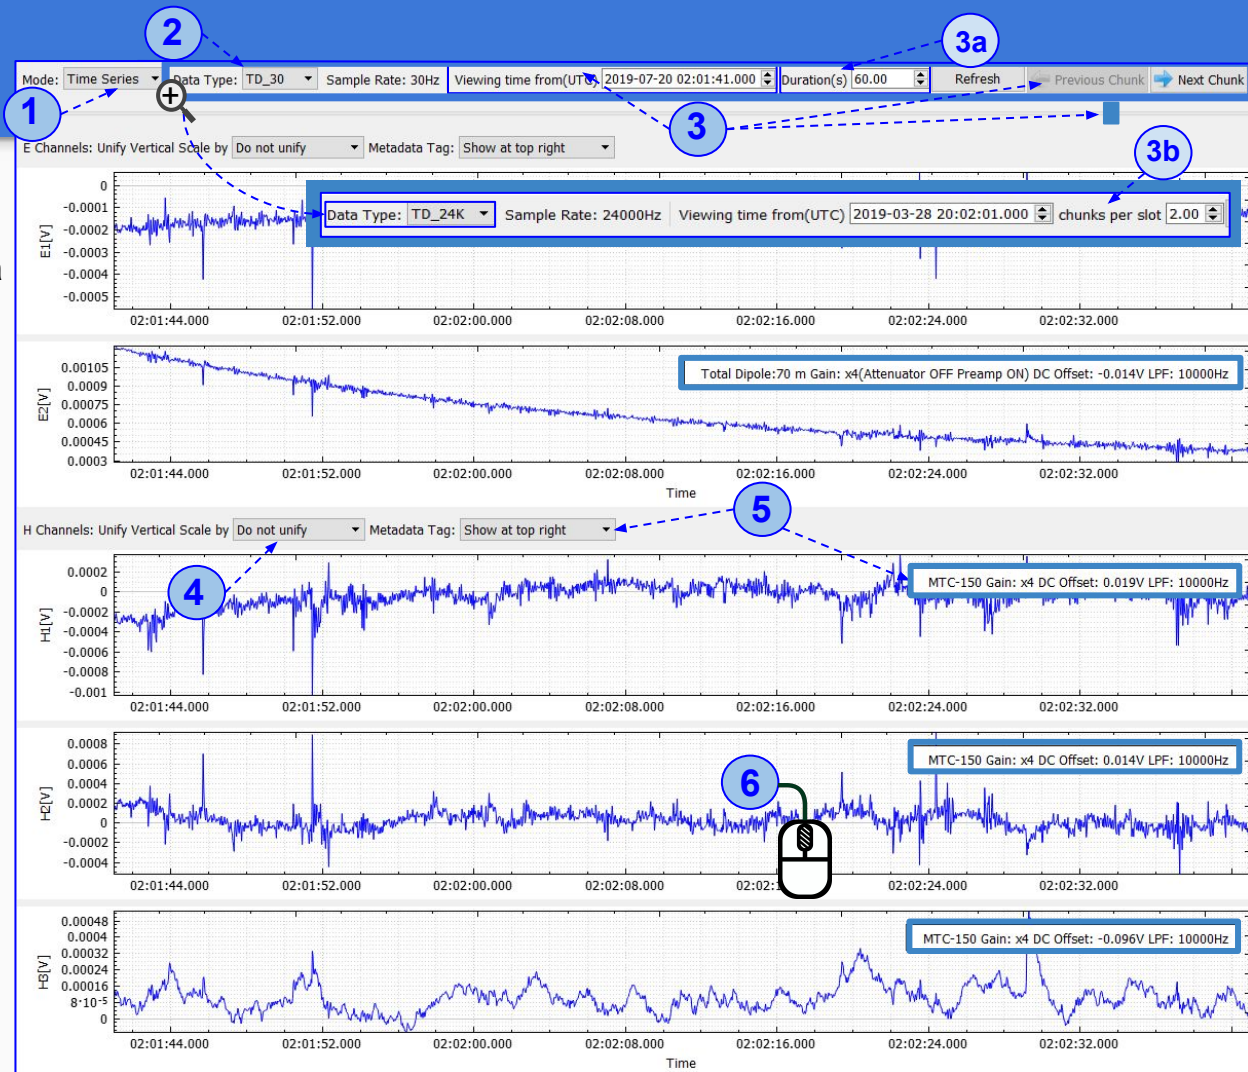 2
3a
Mode: Time Series Data Type: TD_30 Sample Rate: 30Hz Viewing time from(UTC) 2019-07-20 02:01:41.000 Duration(s) 60.00 Refresh Previous Chunk Next Chunk
1
3
E Channels: Unify Vertical Scale by Do not unify Metadata Tag: Show at top right
3b
Data Type: TD_24K Sample Rate: 24000Hz Viewing time from(UTC) 2019-03-28 20:02:01.000 chunks per slot 2.00
E1[V]
0
-0.0001
-0.0002
-0.0003
-0.0004
-0.0005
02:01:44.000 02:01:52.000 02:02:00.000 02:02:08.000 02:02:16.000 02:02:24.000 02:02:32.000
Total Dipole:70 m Gain: x4(Attenuator OFF Preamp ON) DC Offset: -0.014V LPF: 10000Hz
E2[V]
0.00105
0.0009
0.00075
0.0006
0.00045
0.0003
02:01:44.000 02:01:52.000 02:02:00.000 02:02:08.000 02:02:16.000 02:02:24.000 02:02:32.000
Time
5
H Channels: Unify Vertical Scale by Do not unify Metadata Tag: Show at top right
4
MTC-150 Gain: x4 DC Offset: 0.019V LPF: 10000Hz
H1[V]
0.0002
0
-0.0002
-0.0004
-0.0006
-0.0008
-0.001
02:01:44.000 02:01:52.000 02:02:00.000 02:02:08.000 02:02:16.000 02:02:24.000 02:02:32.000
MTC-150 Gain: x4 DC Offset: 0.014V LPF: 10000Hz
6
H2[V]
0.0008
0.0006
0.0004
0.0002
0
-0.0002
-0.0004
02:01:44.000 02:01:52.000 02:02:00.000 02:02:08.000 02:02:24.000 02:02:32.000
MTC-150 Gain: x4 DC Offset: -0.096V LPF: 10000Hz
H3[V]
0.00048
0.0004
0.00032
0.00024
0.00016
8·10-5
0
02:01:44.000 02:01:52.000 02:02:00.000 02:02:08.000 02:02:16.000 02:02:24.000 02:02:32.000
Time